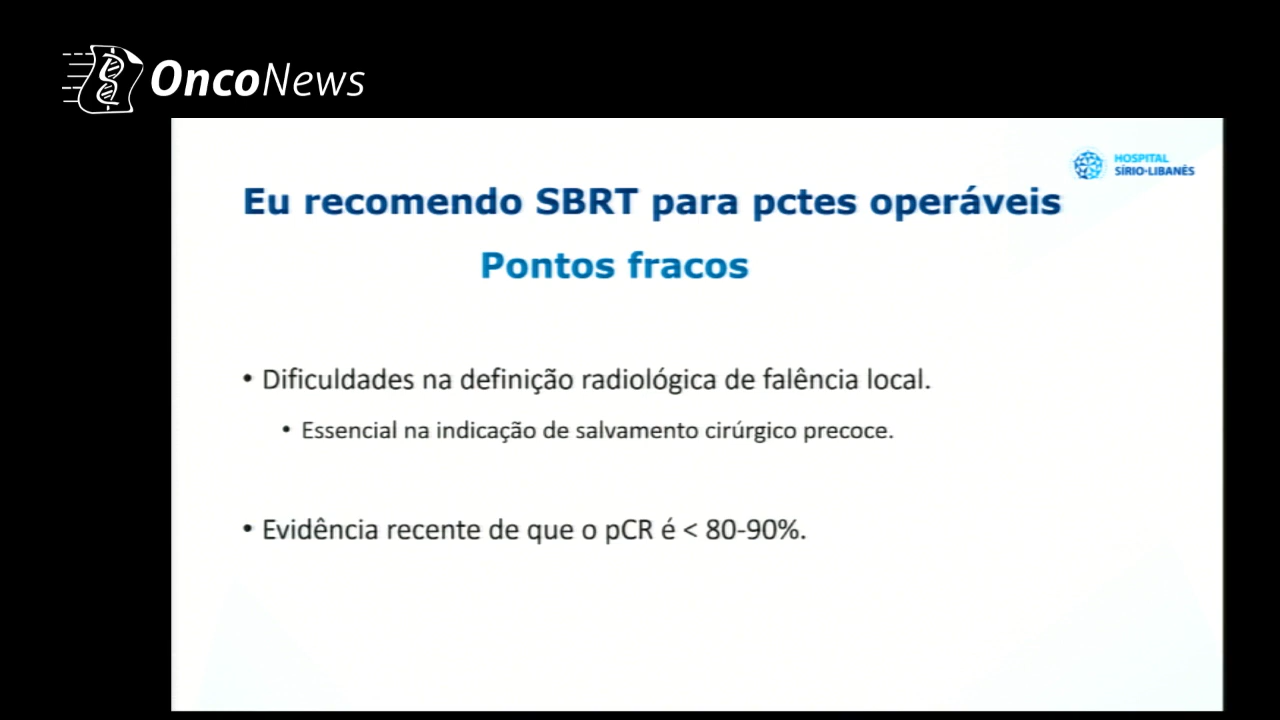 OncoNews
HOSPITAL
SÍRIO-LIBANÊS
Eu recomendo SBRT para pctes operáveis
Pontos fracos
• Dificuldades na definição radiológica de falência local.
• Essencial na indicação de salvamento cirúrgico precoce.
• Evidência recente de que o pCR é < 80-90%.